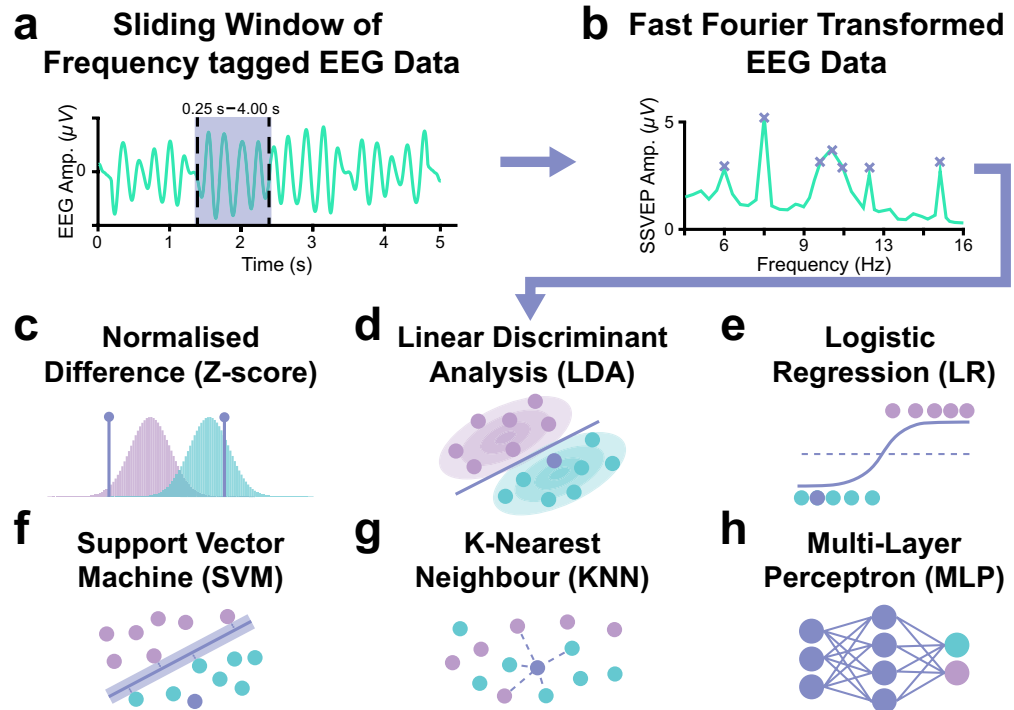 a
Sliding Window of
Frequency tagged EEG Data
0.25 s–4.00 s
EEG Amp. (µV)
0
0 1 2 3 4 5
Time (s)
b
Fast Fourier Transformed
EEG Data
SSVEP Amp. (µV)
5
0
6 9 13 16
Frequency (Hz)
c
Normalised
Difference (Z-score)
d
Linear Discriminant
Analysis (LDA)
e
Logistic
Regression (LR)
f
Support Vector
Machine (SVM)
g
K-Nearest
Neighbour (KNN)
h
Multi-Layer
Perceptron (MLP)